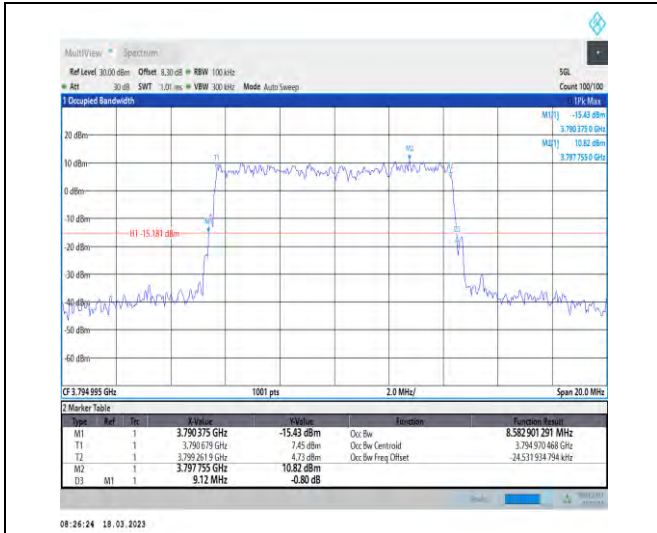 MultiView Spectrum
Ref Level 30.00 dBm Offset 8.30 dB RBW 100 kHz SGL
Att 30 dB SWT 1.01 ms VBW 300 kHz Mode Auto Sweep Count 100/100
1 Occupied Bandwidth 1Pk Max
M1[1] -15.43 dBm
3.790 375 0 GHz
20 dBm M2[1] 10.82 dBm
3.797 755 0 GHz
T1 M2
10 dBm
0 dBm
-10 dBm
M1
H1 -15.181 dBm D3
-20 dBm
-30 dBm
-40 dBm
-50 dBm
-60 dBm
CF 3.794 995 GHz 1001 pts 2.0 MHz/ Span 20.0 MHz
2 Marker Table
Type Ref Trc X-Value Y-Value Function Function Result
M1 1 3.790375 GHz -15.43 dBm Occ Bw 8.582 901 291 MHz
T1 1 3.790 679 GHz 7.45 dBm Occ Bw Centroid 3.794 970 468 GHz
T2 1 3.799 261 9 GHz 4.73 dBm Occ Bw Freq Offset -24.531 934 794 kHz
M2 1 3.797755 GHz 10.82 dBm
D3 M1 1 9.12 MHz -0.80 dB
08:26:24 18.03.2023